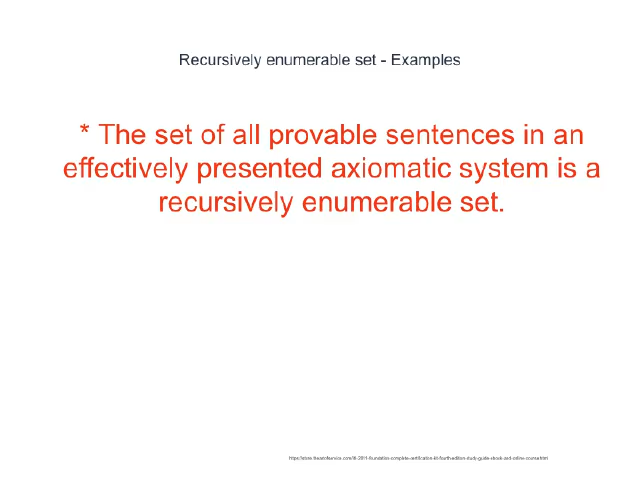 Recursively enumerable set - Examples
* The set of all provable sentences in an
effectively presented axiomatic system is a
recursively enumerable set.